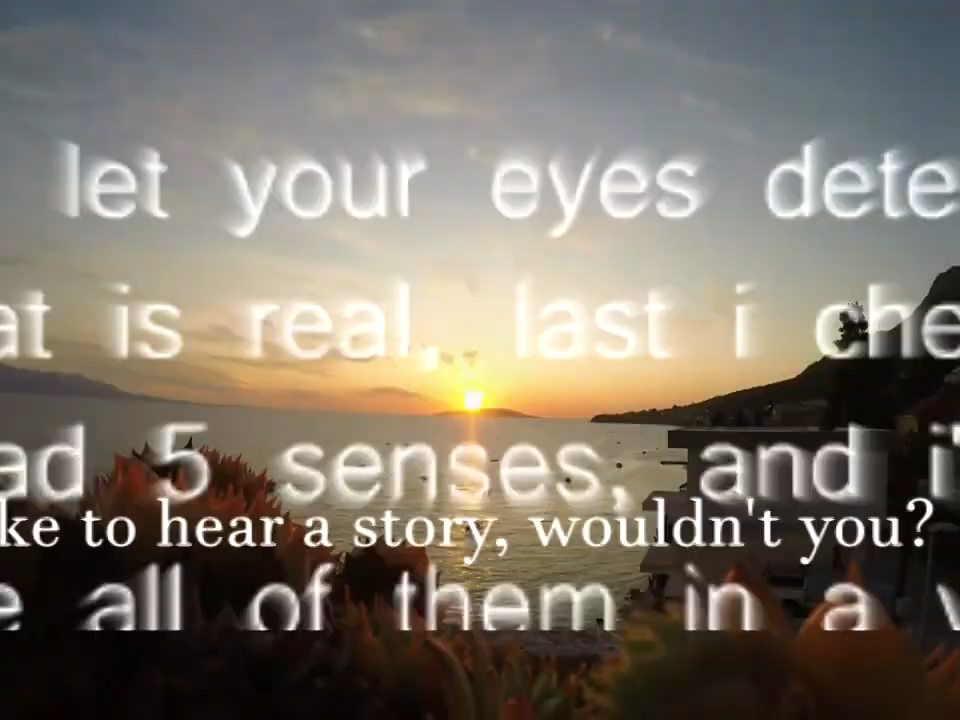 let your eyes dete
at is real, last i che
ad 5 senses, and i'
ke to hear a story, wouldn't you?
e all of them in a v